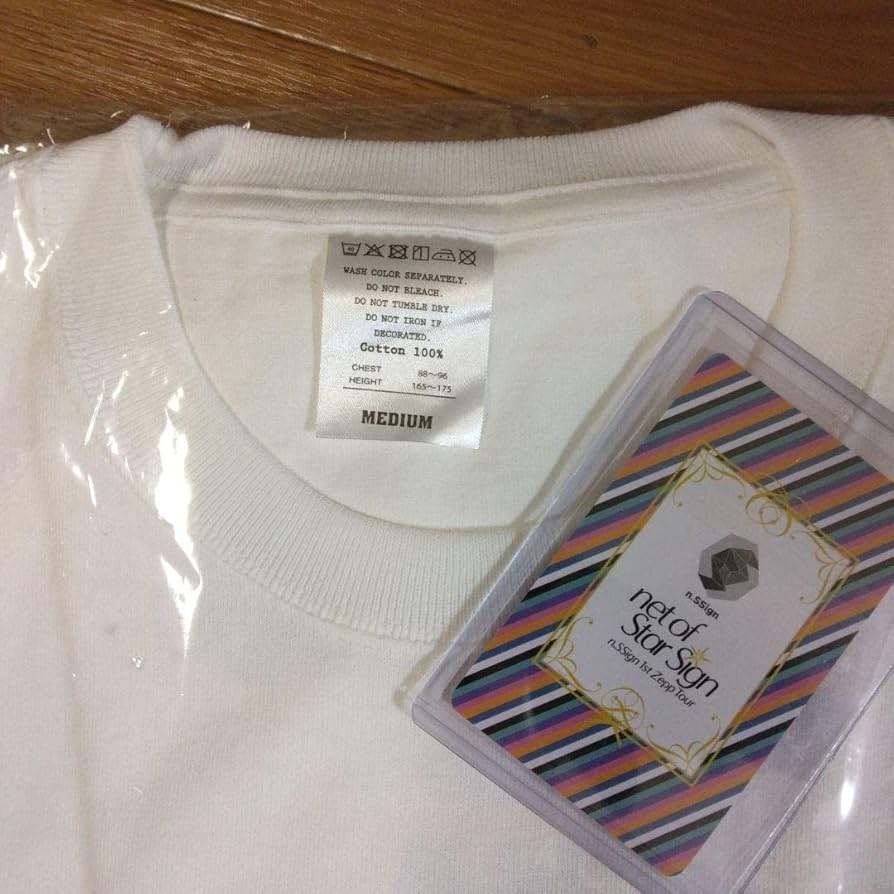 40
WASH COLOR SEPARATELY.
DO NOT BLEACH.
DO NOT TUMBLE DRY.
DO NOT IRON IF
DECORATED.
Cotton 100%
CHEST 88～96
HEIGHT 165～175
MEDIUM
n.SSign
net of
Star Sign
n.SSign 1st Zepp Tour